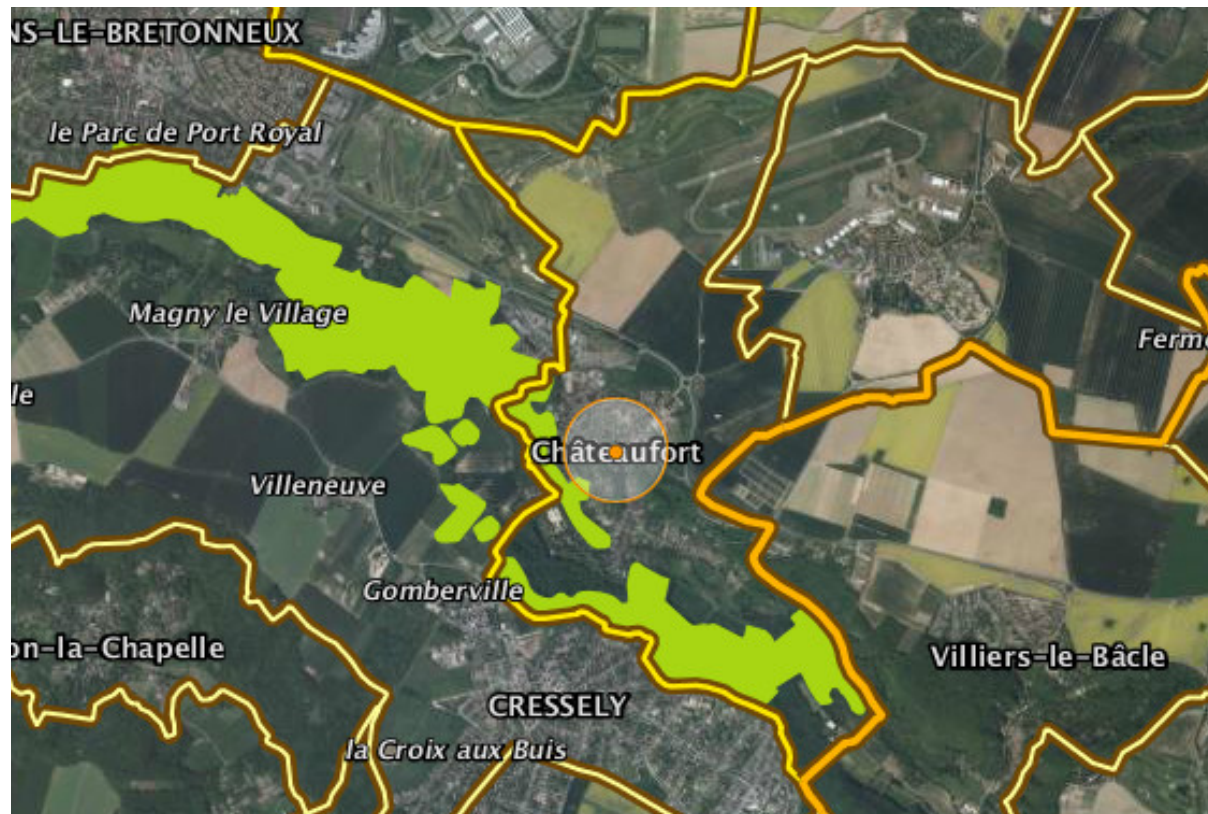 NS-LE-BRETONNEUX
le Parc de Port Royal
Magny le Village
Ferme
le
Châteaufort
Villeneuve
Gomberville
on-la-Chapelle
Villiers-le-Bâcle
CRESSELY
la Croix aux Buis